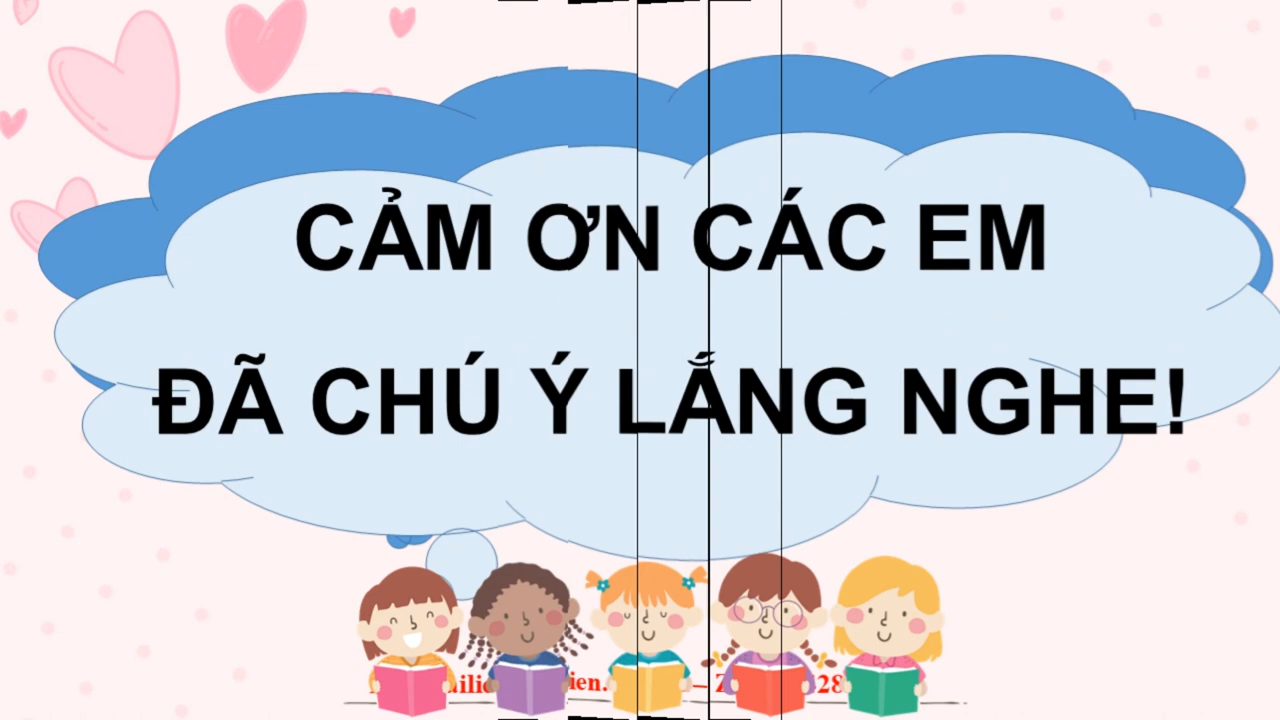 CẢM ƠN CÁC EM
ĐÃ CHÚ Ý LẮNG NGHE!